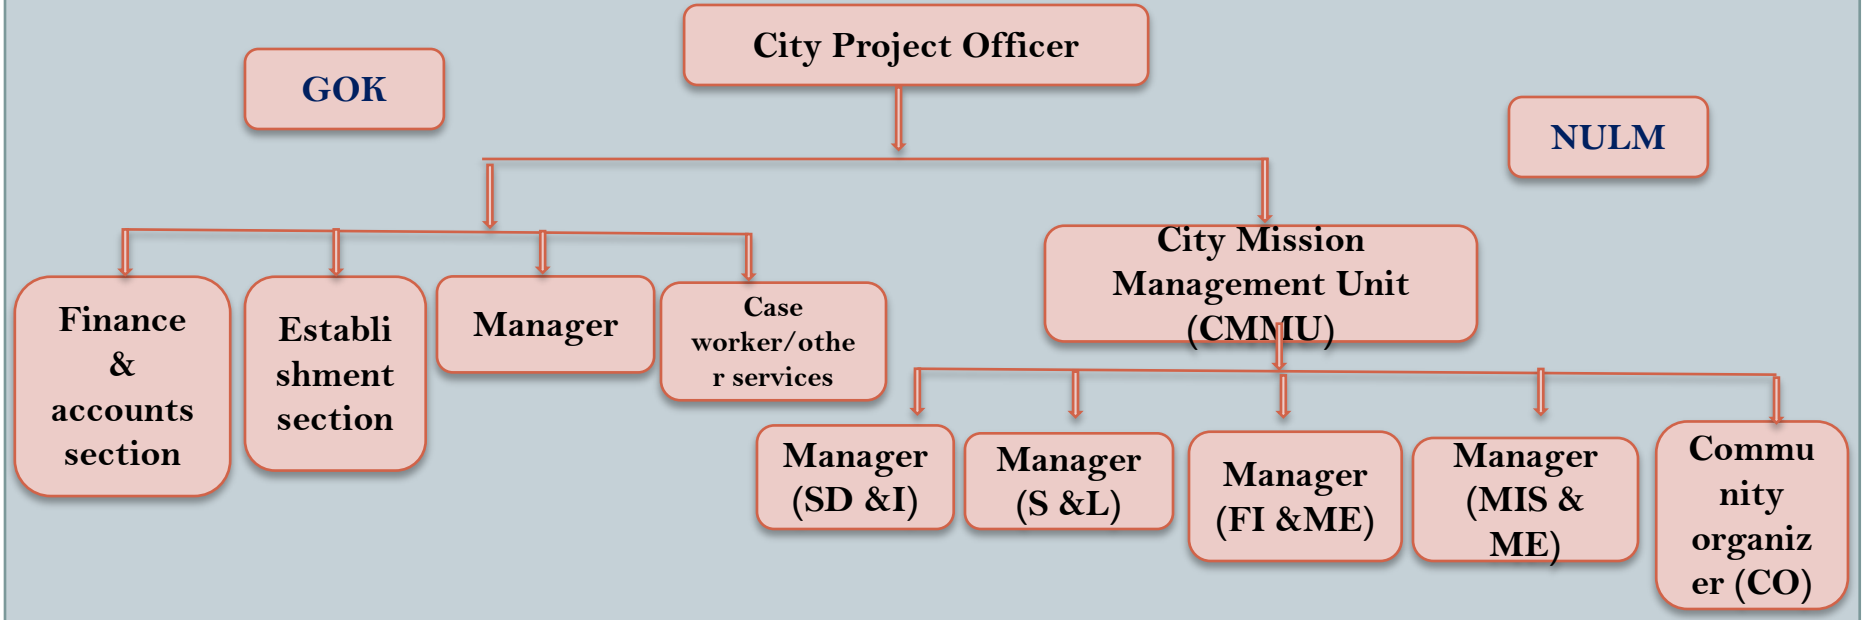 City Project Officer
GOK
NULM
City Mission
Management Unit
(CMMU)
Finance
&
accounts
section
Establi
shment
section
Manager
Case
worker/othe
r services
Manager
(SD &I)
Manager
(S &L)
Manager
(FI &ME)
Manager
(MIS &
ME)
Commu
nity
organiz
er (CO)